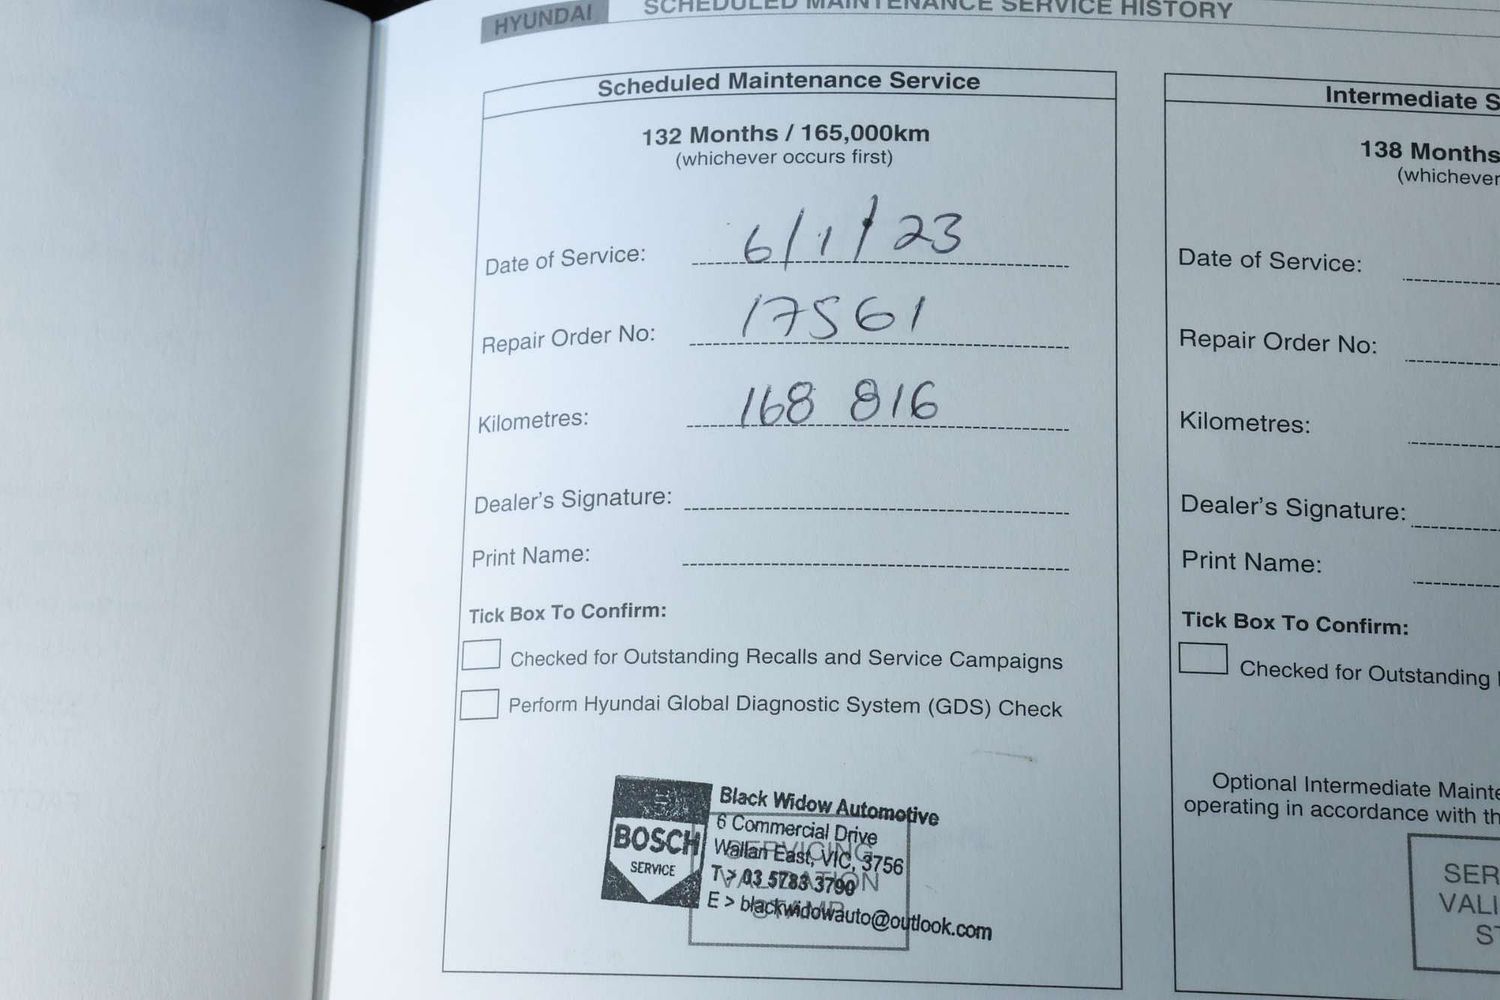 HYUNDAI
SCHEDULED MAINTENANCE SERVICE HISTORY
Scheduled Maintenance Service
132 Months / 165,000km
(whichever occurs first)
Date of Service: 6/1/23
Repair Order No: 17561
Kilometres: 168 816
Dealer's Signature:
Print Name:
Tick Box To Confirm:
Checked for Outstanding Recalls and Service Campaigns
Perform Hyundai Global Diagnostic System (GDS) Check
BOSCH
SERVICE
Black Widow Automotive
6 Commercial Drive
Wallan East, VIC, 3756
T > 03 5783 3790
E > blackwidowauto@outlook.com
SERVICING
VALIDATION
STAMP
Intermediate S
138 Months
(whichever
Date of Service:
Repair Order No:
Kilometres:
Dealer's Signature:
Print Name:
Tick Box To Confirm:
Checked for Outstanding
Optional Intermediate Mainte
operating in accordance with th
SER
VALI
ST